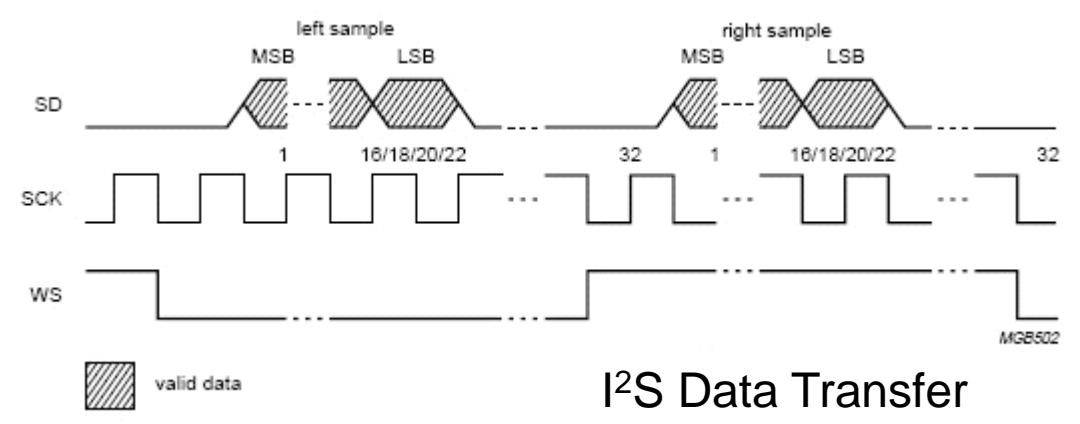 left sample
right sample
MSB
LSB
MSB
LSB
SD
1
16/18/20/22
32
1
16/18/20/22
32
SCK
WS
MGB502
valid data
I²S Data Transfer